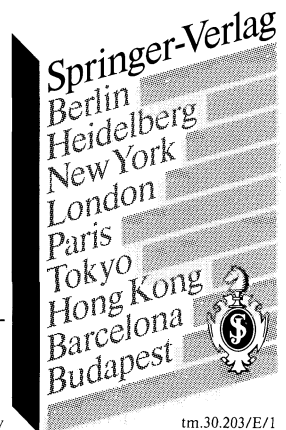 Springer-Verlag
Berlin
Heidelberg
New York
London
Paris
Tokyo
Hong Kong
Barcelona
Budapest
tm.30.203/E/1